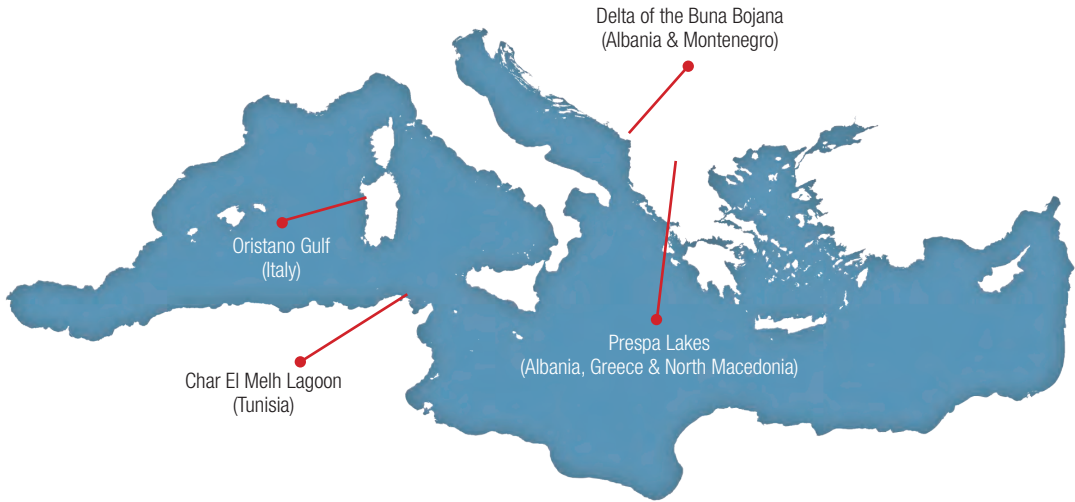 Delta of the Buna Bojana
(Albania & Montenegro)
Oristano Gulf
(Italy)
Prespa Lakes
(Albania, Greece & North Macedonia)
Char El Melh Lagoon
(Tunisia)